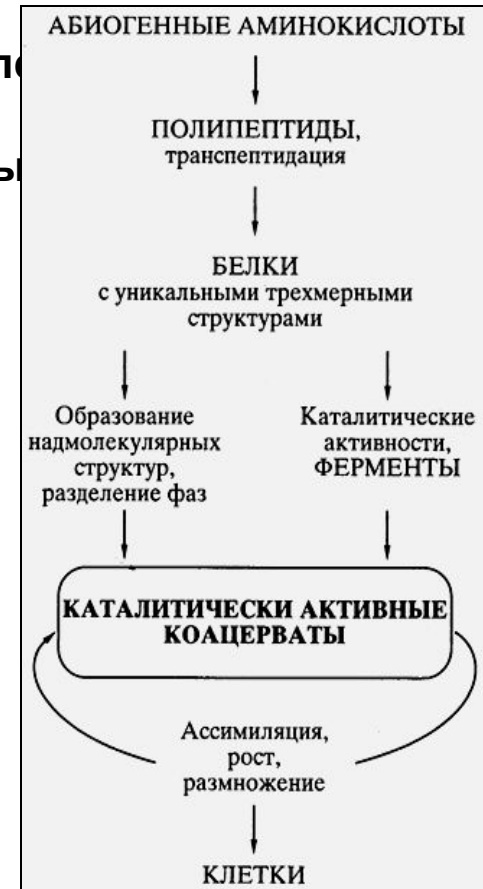 АБИОГЕННЫЕ АМИНОКИСЛОТЫ
ПОЛИПЕПТИДЫ,
транспептидация
БЕЛКИ
с уникальными трехмерными
структурами
Образование
надмолекулярных
структур,
разделение фаз
Каталитические
активности,
ФЕРМЕНТЫ
КАТАЛИТИЧЕСКИ АКТИВНЫЕ
КОАЦЕРВАТЫ
Ассимиляция,
рост,
размножение
КЛЕТКИ